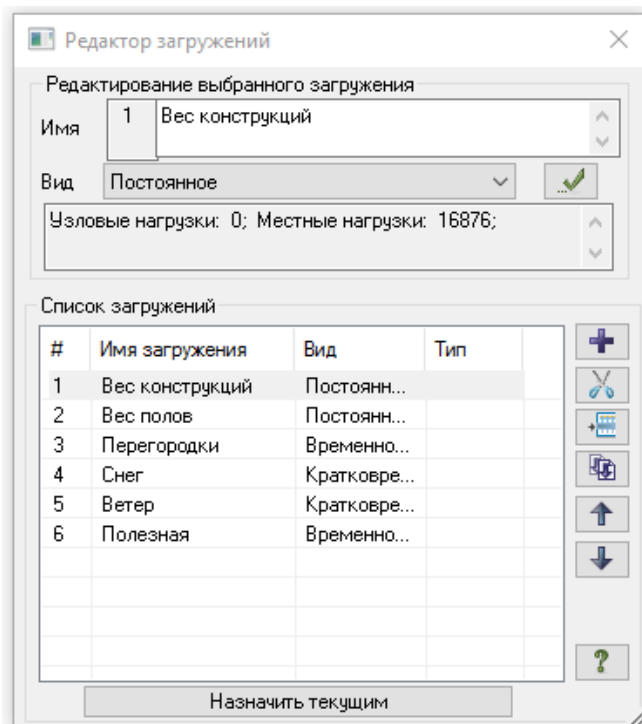 Редактор загружений
Редактирование выбранного загружения
Имя 1 Вес конструкций
Вид Постоянное
Узловые нагрузки: 0; Местные нагрузки: 16876;
Список загружений
# Имя загружения Вид Тип
1 Вес конструкций Постоянн...
2 Вес полов Постоянн...
3 Перегородки Временно...
4 Снег Кратковре...
5 Ветер Кратковре...
6 Полезная Временно...
Назначить текущим